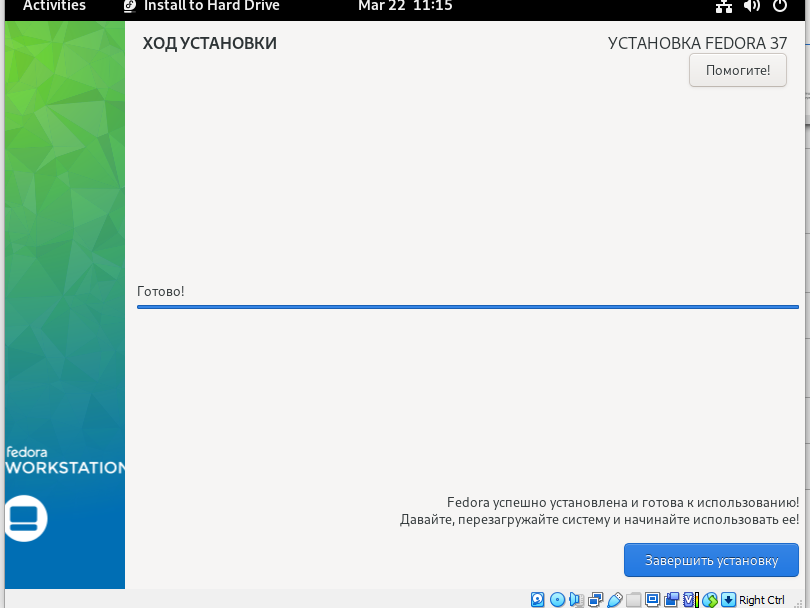 Activities Install to Hard Drive Mar 22 11:15
ХОД УСТАНОВКИ УСТАНОВКА FEDORA 37
Помогите!
Готово!
fedora
WORKSTATION
Fedora успешно установлена и готова к использованию!
Давайте, перезагружайте систему и начинайте использовать ее!
Завершить установку
Right Ctrl